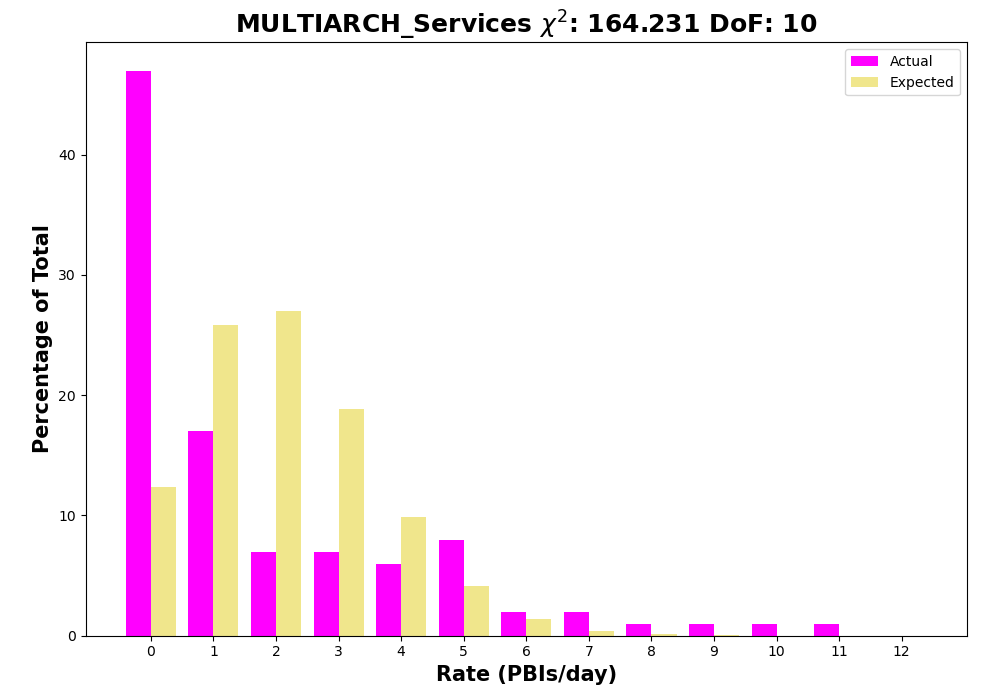 MULTIARCH_Services χ²: 164.231 DoF: 10
Actual
Expected
Percentage of Total
40
30
20
10
0
0 1 2 3 4 5 6 7 8 9 10 11 12
Rate (PBIs/day)